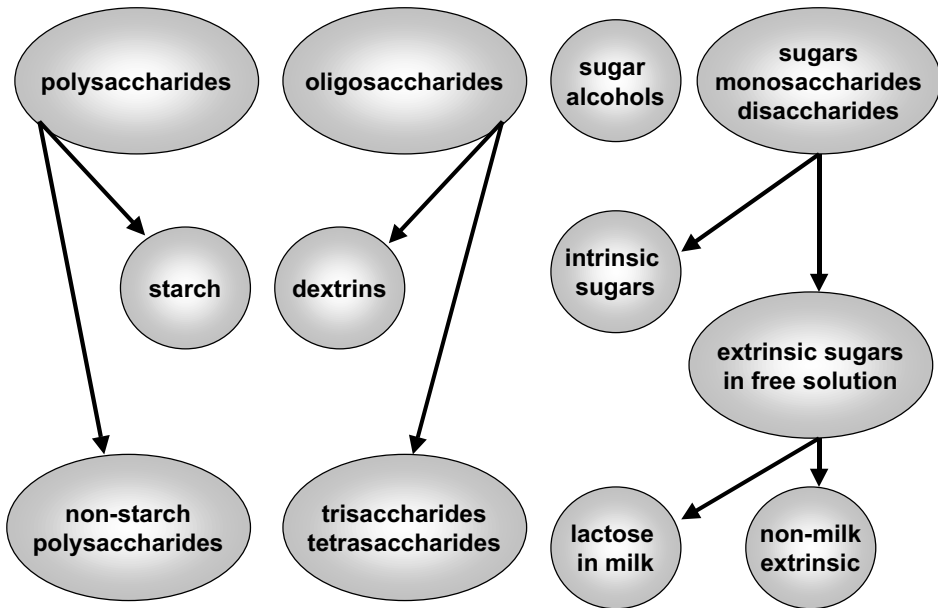 polysaccharides
oligosaccharides
sugar
alcohols
sugars
monosaccharides
disaccharides
starch
dextrins
intrinsic
sugars
extrinsic sugars
in free solution
non-starch
polysaccharides
trisaccharides
tetrasaccharides
lactose
in milk
non-milk
extrinsic